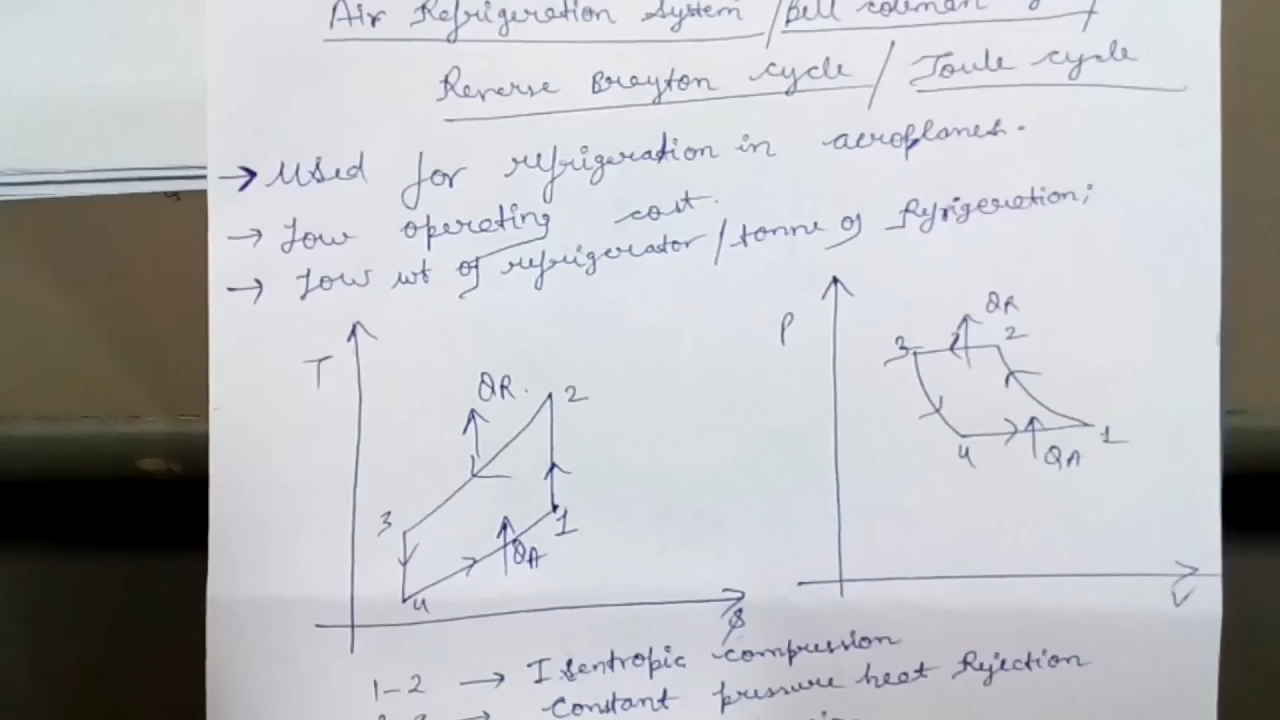 Air Refrigeration System / Bell coleman
Reverse Brayton cycle / Joule cycle
→ Used for refrigeration in aeroplanes.
→ Low operating cost.
→ Low wt of refrigerator / tonne of Refrigeration;
T
QR.
2
3
1
QA
4
S
P
QR
3
2
4
QA
1
V
1-2 → Isentropic compression
→ Constant pressure heat Rejection